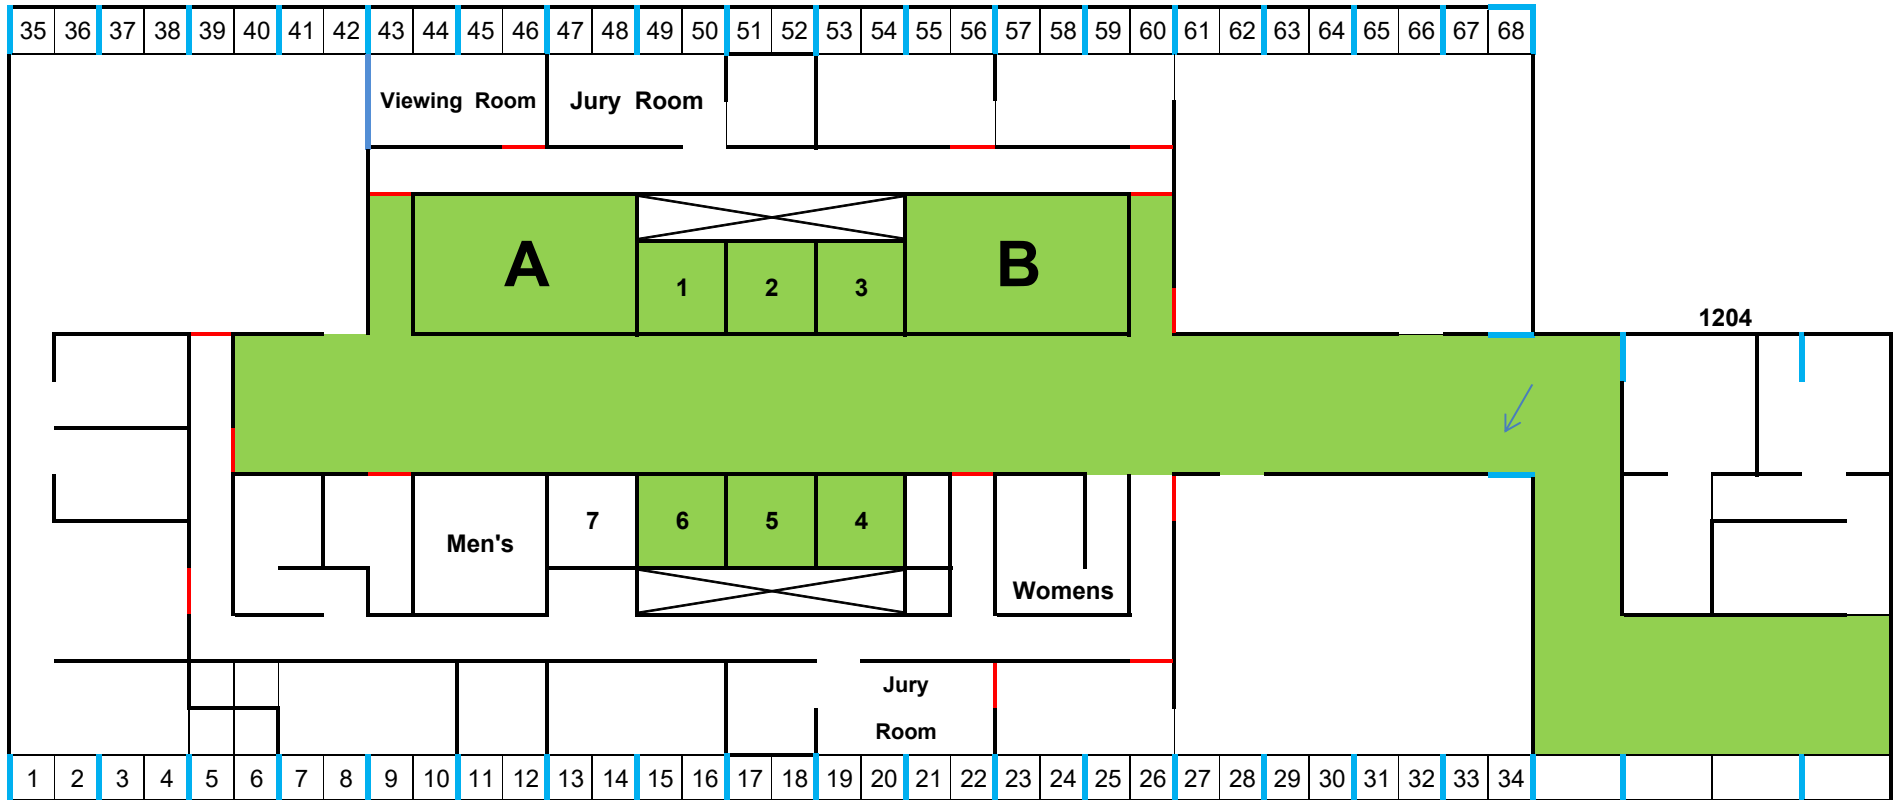 35 36 37 38 39 40 41 42 43 44 45 46 47 48 49 50 51 52 53 54 55 56 57 58 59 60 61 62 63 64 65 66 67 68
Viewing Room Jury Room
A B
1 2 3
1204
7 6 5 4
Men's
Womens
Jury
Room
1 2 3 4 5 6 7 8 9 10 11 12 13 14 15 16 17 18 19 20 21 22 23 24 25 26 27 28 29 30 31 32 33 34